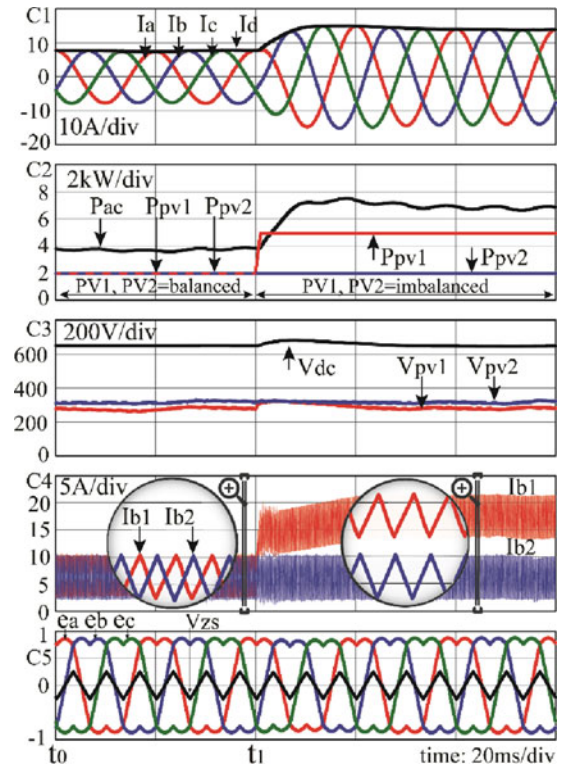 C1
Ia Ib Ic Id
10
0
-10
-20
10A/div
C2
2kW/div
8
6
4
2
0
Pac Ppv1 Ppv2
Ppv1 Ppv2
PV1, PV2=balanced PV1, PV2=imbalanced
C3
200V/div
600
400
200
0
Vdc Vpv1 Vpv2
C4
5A/div
20
15
10
5
0
Ib1 Ib2
Ib1
Ib2
1
ea eb ec Vzs
C5
0
-1
t0 t1 time: 20ms/div